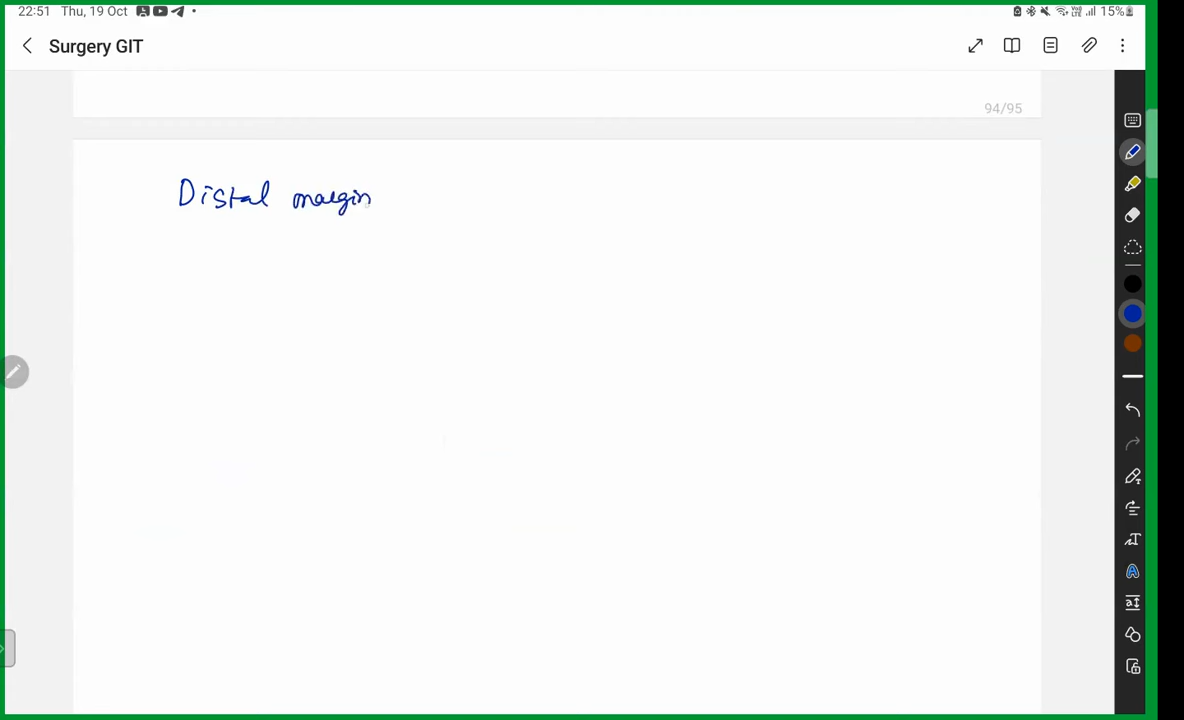 22:51 Thu, 19 Oct
15%
Surgery GIT
94/95
Distal margin